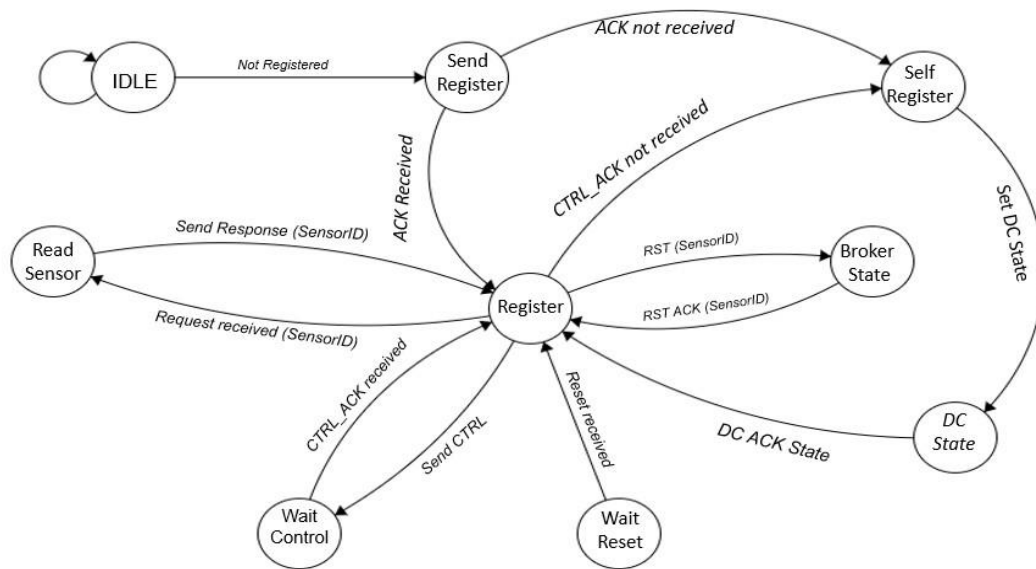 ACK not received
IDLE
Not Registered
Send
Register
Self
Register
CTRL_ACK not received
ACK Received
Set DC State
Read
Sensor
Send Response (SensorID)
RST (SensorID)
Broker
State
Register
RST ACK (SensorID)
Request received (SensorID)
CTRL_ACK received
Send CTRL
Reset received
DC ACK State
DC
State
Wait
Control
Wait
Reset